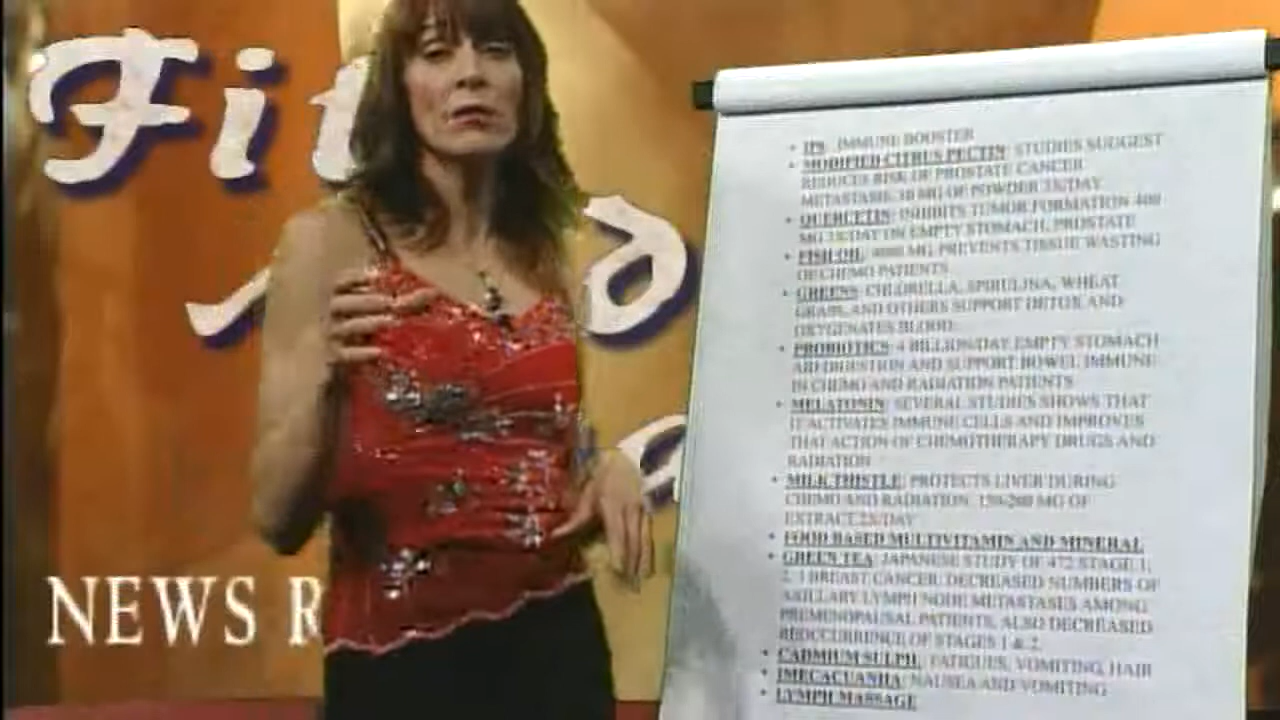 Fit
NEWS R
• IP6: IMMUNE BOOSTER
• MODIFIED CITRUS PECTIN: STUDIES SUGGEST
REDUCES RISK OF PROSTATE CANCER
METASTASIS. 10 MG OF POWDER 3X/DAY
• QUERCETIN: INHIBITS TUMOR FORMATION 400
MG 3X/DAY ON EMPTY STOMACH, PROSTATE
• FISH OIL: 4000 MG, PREVENTS TISSUE WASTING
OF CHEMO PATIENTS
• GREENS: CHLORELLA, SPIRULINA, WHEAT
GRASS, AND OTHERS SUPPORT DETOX AND
OXYGENATES BLOOD.
• PROBIOTICS: 4 BILLION/DAY, EMPTY STOMACH
AID DIGESTION AND SUPPORT BOWEL IMMUNE
IN CHEMO AND RADIATION PATIENTS
• MELATONIN: SEVERAL STUDIES SHOWS THAT
IT ACTIVATES IMMUNE CELLS AND IMPROVES
THAT ACTION OF CHEMOTHERAPY DRUGS AND
RADIATION
• MILK THISTLE: PROTECTS LIVER DURING
CHEMO AND RADIATION. 150-200 MG OF
EXTRACT 2X/DAY
• FOOD BASED MULTIVITAMIN AND MINERAL
• GREEN TEA: JAPANESE STUDY OF 472 STAGE 1,
2, 3 BREAST CANCER, DECREASED NUMBERS OF
AXILLARY LYMPH NODE METASTASES AMONG
PREMENOPAUSAL PATIENTS, ALSO DECREASED
REOCCURRENCE OF STAGES 1 & 2.
• CADMIUM SULPH: FATIGUES, VOMITING, HAIR
• IMECACUANHA: NAUSEA AND VOMITING
• LYMPH MASSAGE